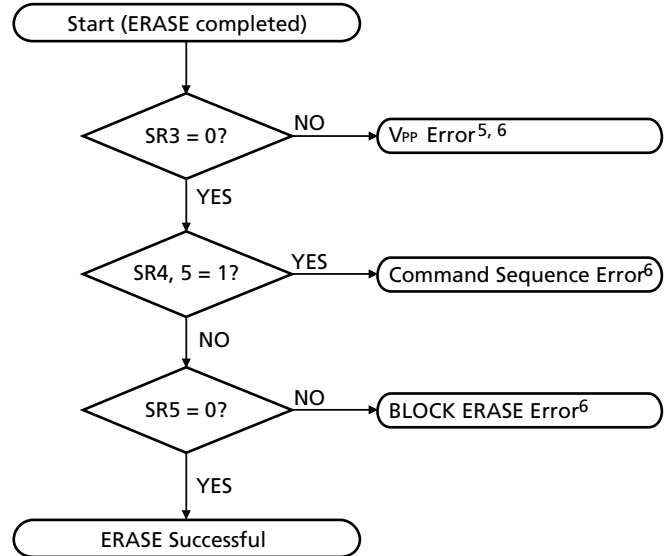 Start (ERASE completed)
SR3 = 0?
NO
VPP Error5, 6
YES
SR4, 5 = 1?
YES
Command Sequence Error6
NO
SR5 = 0?
NO
BLOCK ERASE Error6
YES
ERASE Successful